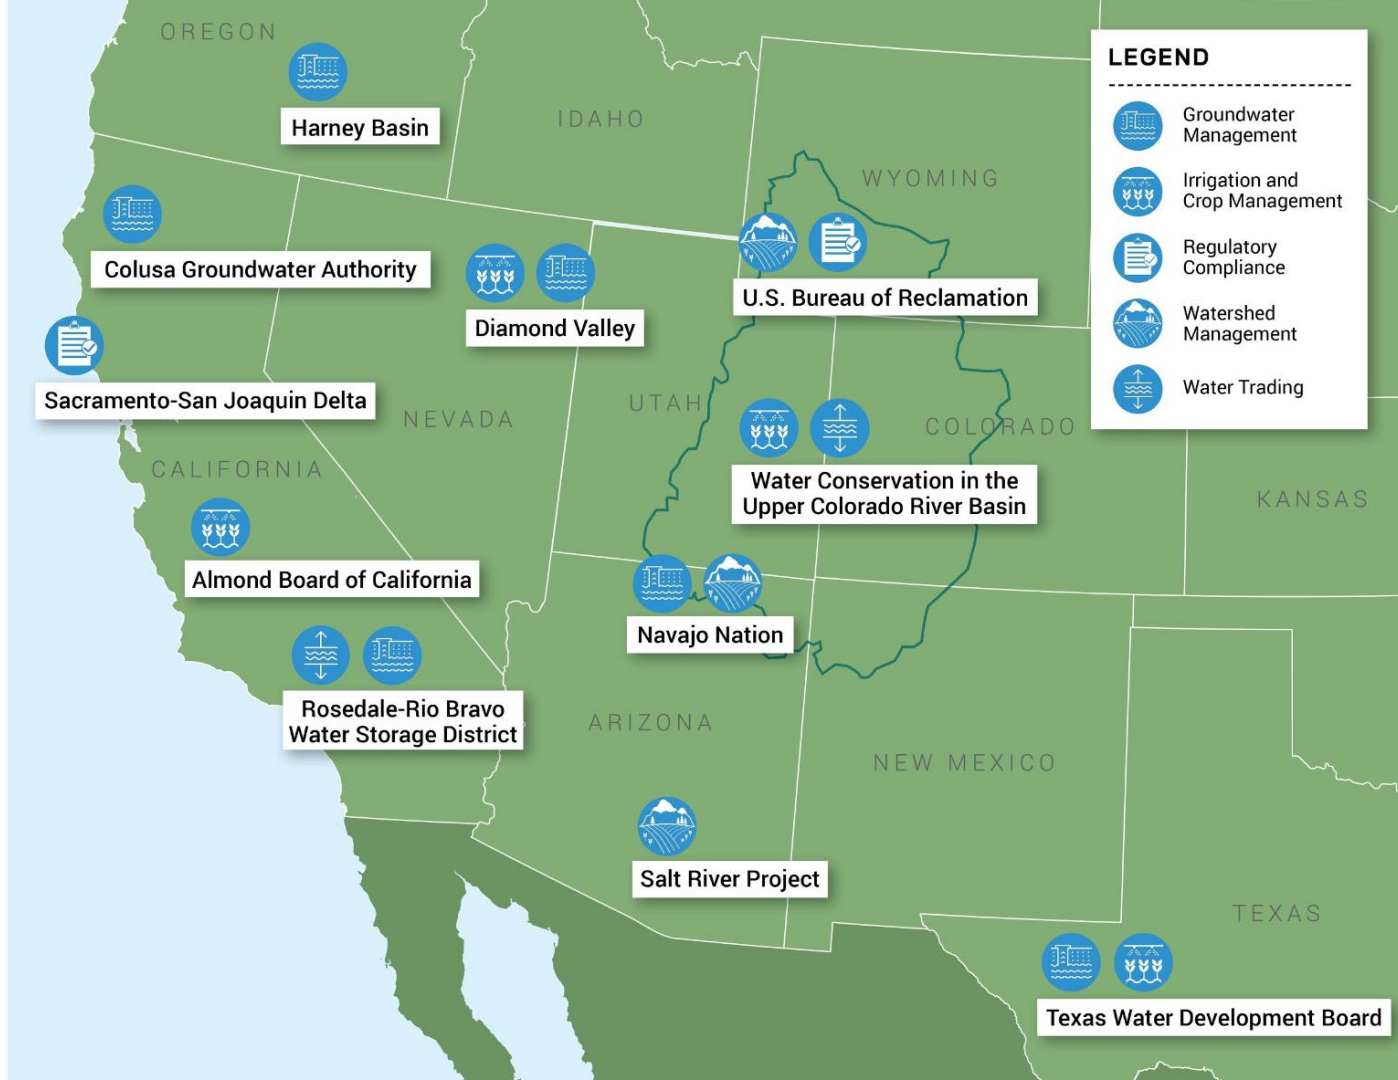 OREGON
Harney Basin
IDAHO
WYOMING
LEGEND
Groundwater
Management
Irrigation and
Crop Management
Regulatory
Compliance
Watershed
Management
Water Trading
Colusa Groundwater Authority
Diamond Valley
U.S. Bureau of Reclamation
Sacramento-San Joaquin Delta
NEVADA
UTAH
COLORADO
Water Conservation in the
Upper Colorado River Basin
KANSAS
CALIFORNIA
Almond Board of California
Navajo Nation
Rosedale-Rio Bravo
Water Storage District
ARIZONA
NEW MEXICO
Salt River Project
TEXAS
Texas Water Development Board